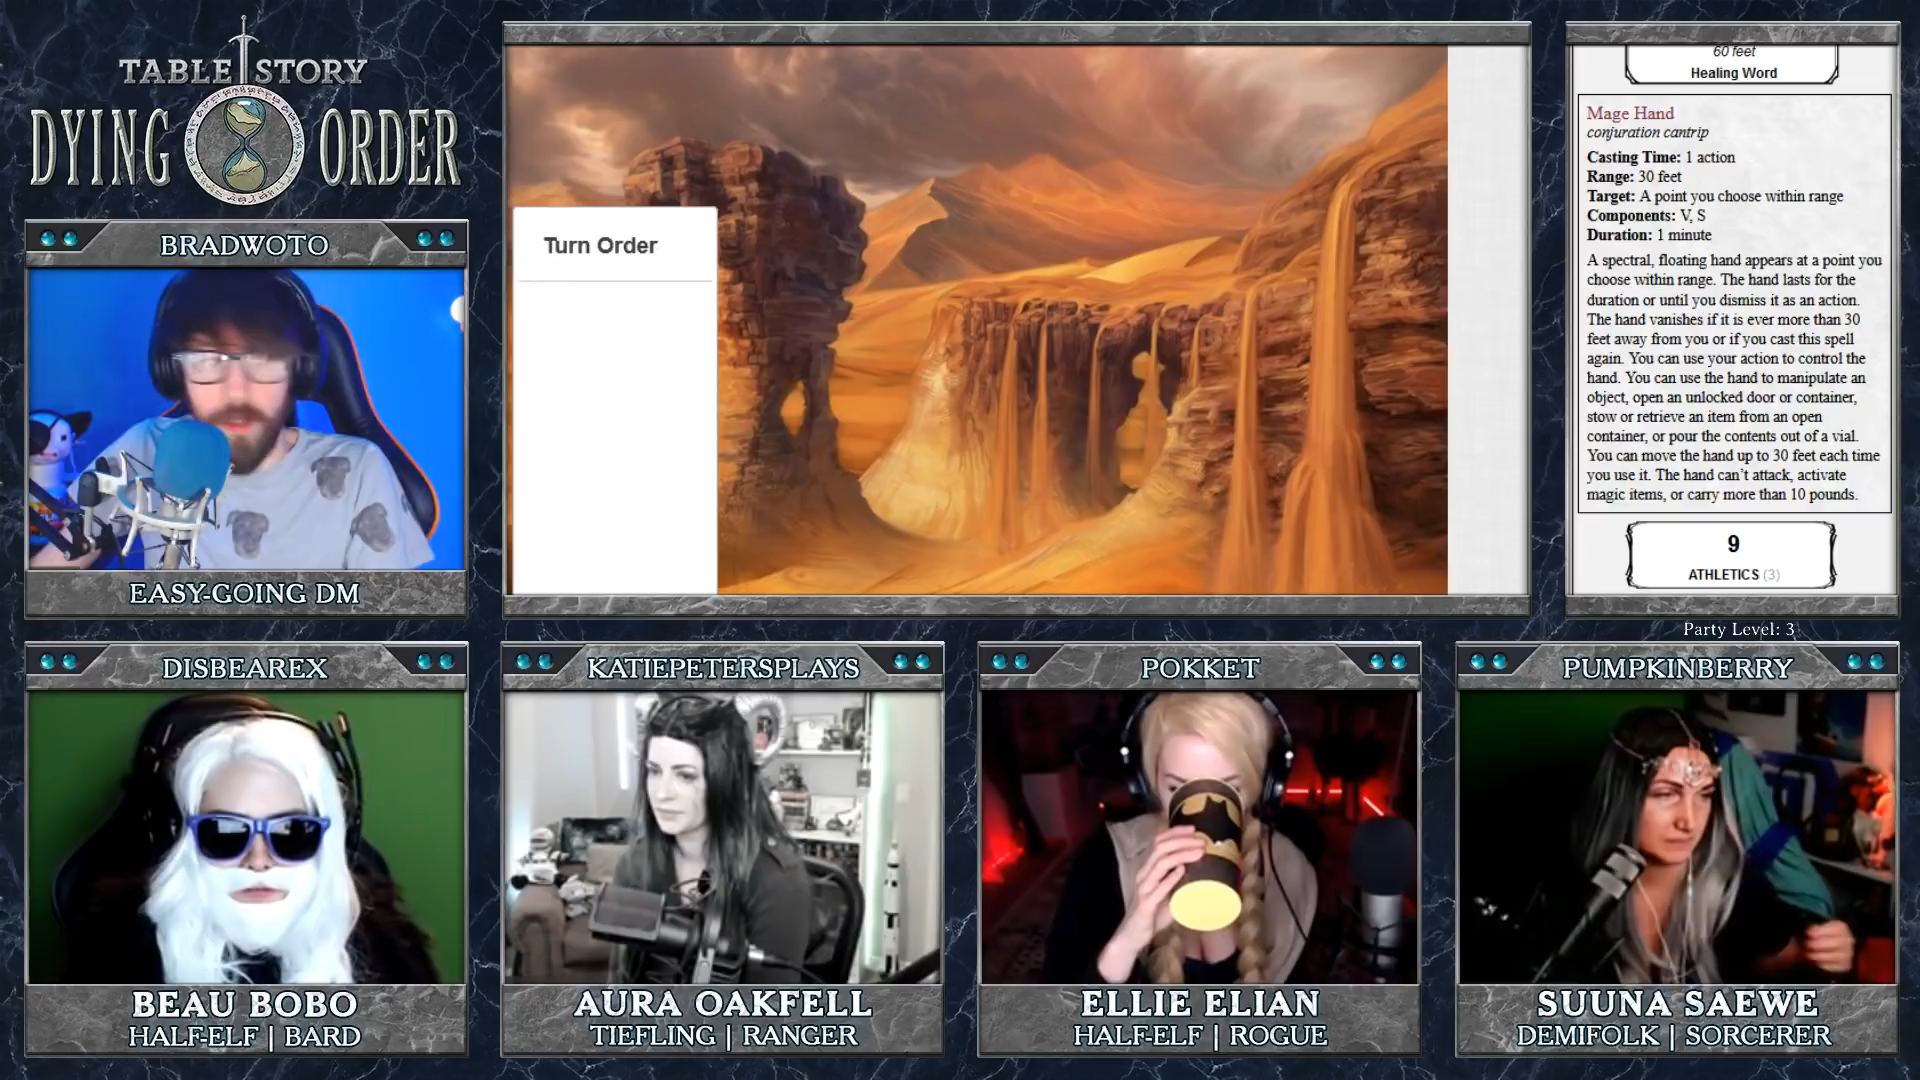 TABLE STORY
DYING ORDER
BRADWOTO
EASY-GOING DM
Turn Order
60 feet
Healing Word
Mage Hand
conjuration cantrip
Casting Time: 1 action
Range: 30 feet
Target: A point you choose within range
Components: V, S
Duration: 1 minute
A spectral, floating hand appears at a point you
choose within range. The hand lasts for the
duration or until you dismiss it as an action.
The hand vanishes if it is ever more than 30
feet away from you or if you cast this spell
again. You can use your action to control the
hand. You can use the hand to manipulate an
object, open an unlocked door or container,
stow or retrieve an item from an open
container, or pour the contents out of a vial.
You can move the hand up to 30 feet each time
you use it. The hand can't attack, activate
magic items, or carry more than 10 pounds.
9
ATHLETICS (3)
Party Level: 3
DISBEAREX
BEAU BOBO
HALF-ELF | BARD
KATIEPETERSPLAYS
AURA OAKFELL
TIEFLING | RANGER
POKKET
ELLIE ELIAN
HALF-ELF | ROGUE
PUMPKINBERRY
SUUNA SAEWE
DEMIFOLK | SORCERER